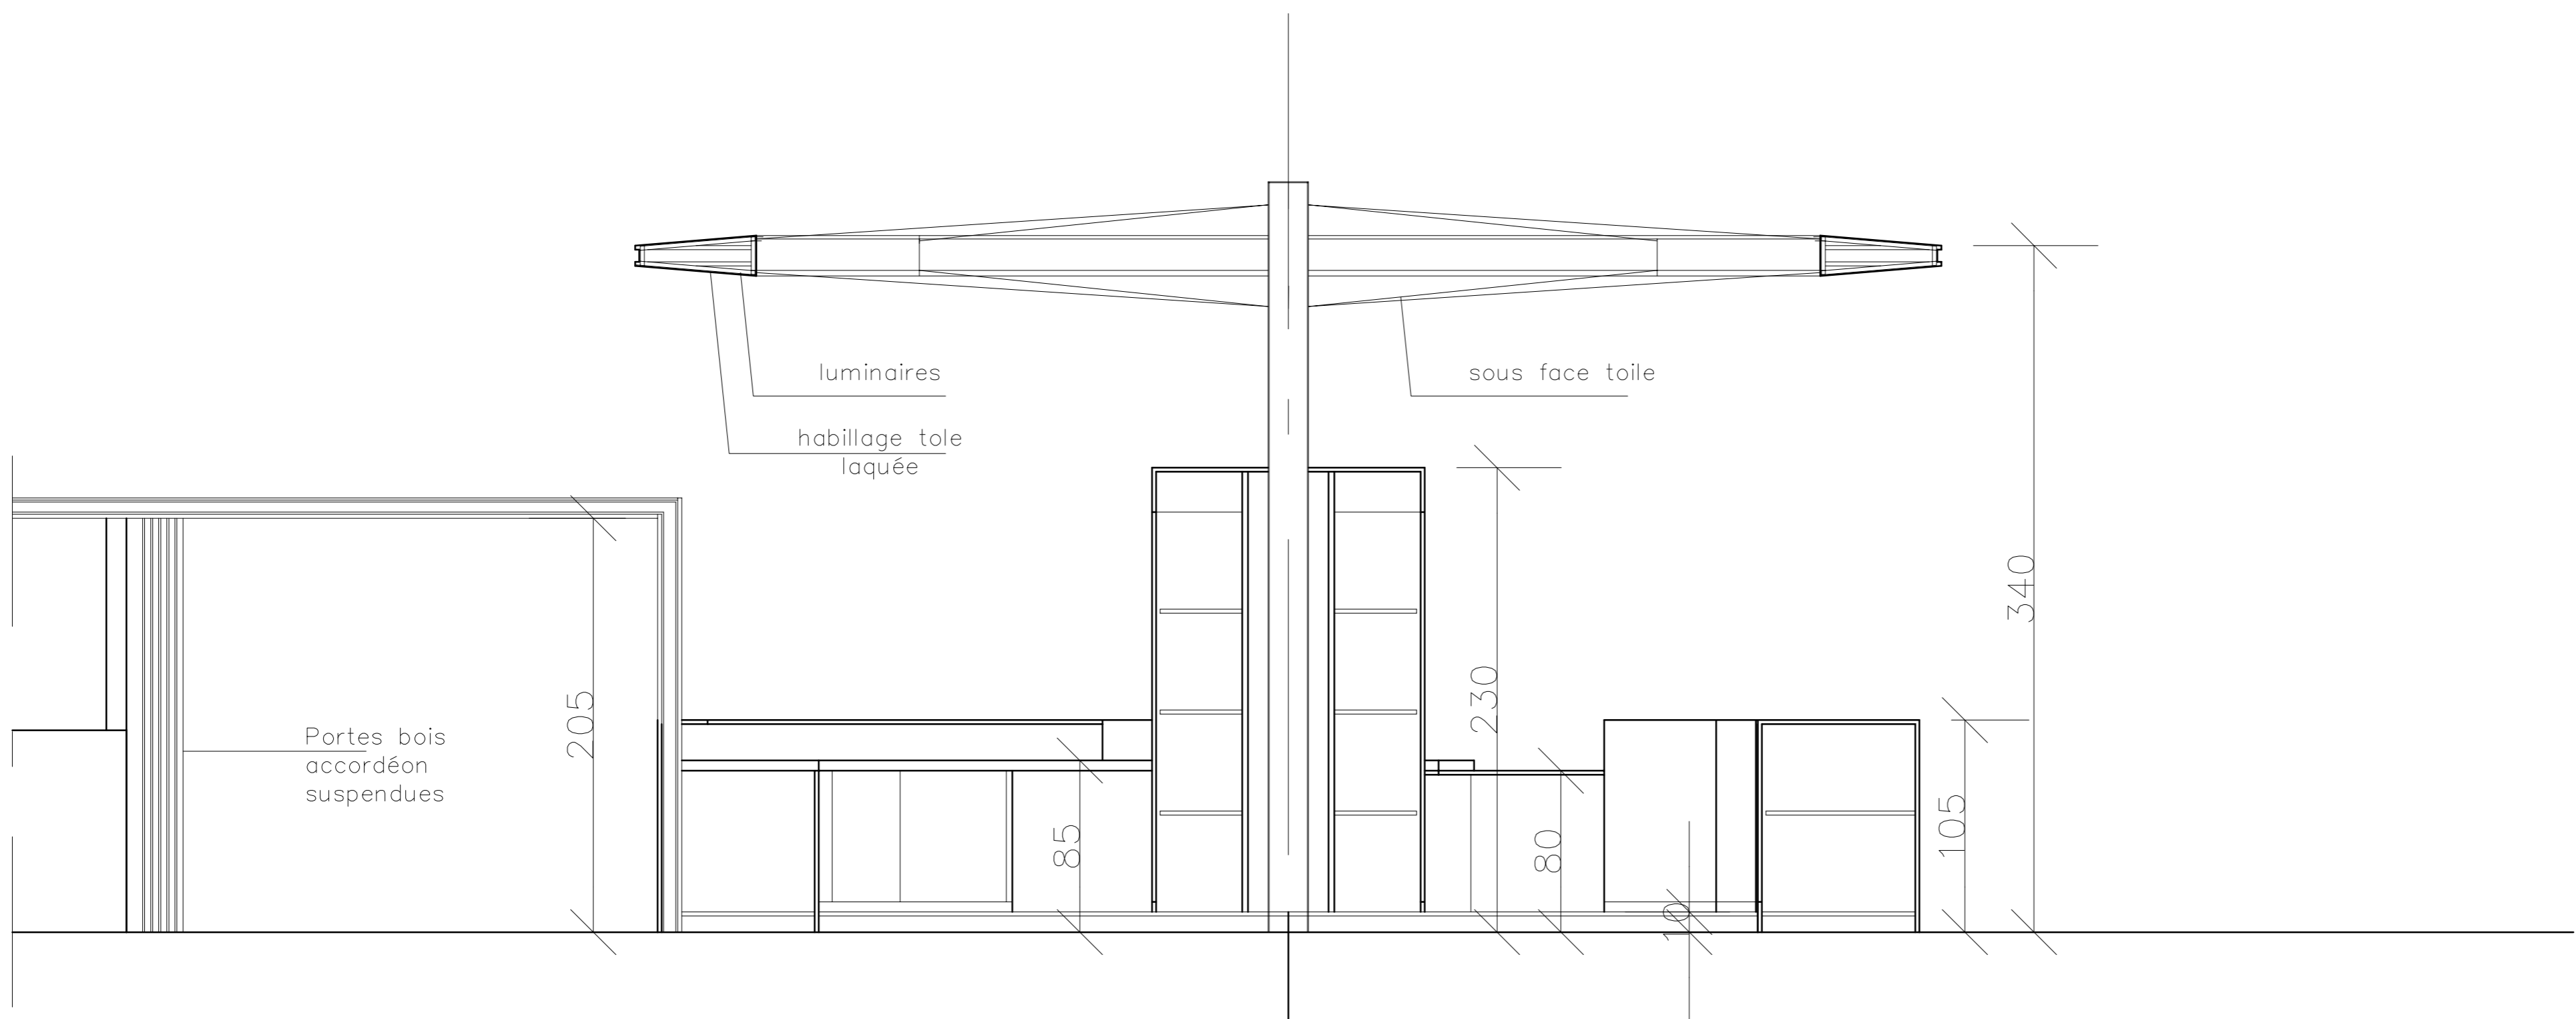 luminaires
sous face toile
habillage tole
laquée
340
230
205
Portes bois
accordéon
suspendues
85
80
105
10